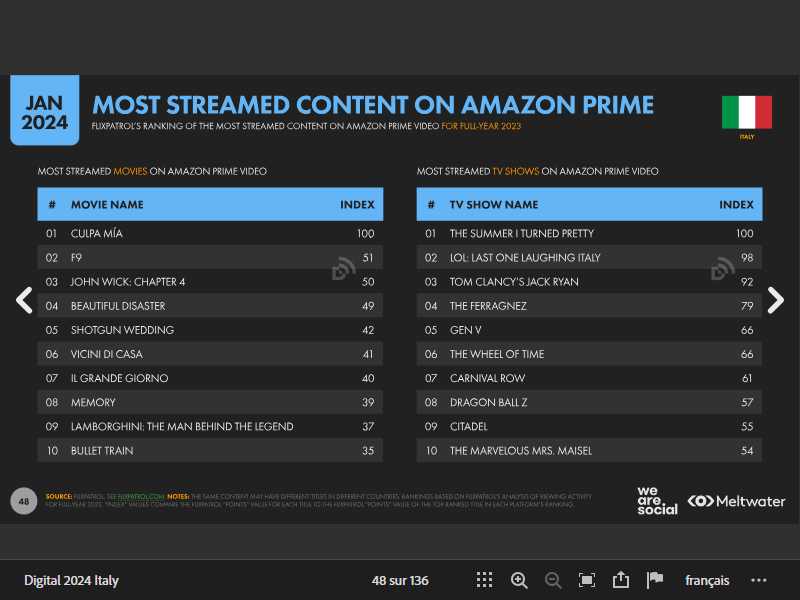 JAN
2024
MOST STREAMED CONTENT ON AMAZON PRIME
FLIXPATROL'S RANKING OF THE MOST STREAMED CONTENT ON AMAZON PRIME VIDEO FOR FULL-YEAR 2023
ITALY
MOST STREAMED MOVIES ON AMAZON PRIME VIDEO
# MOVIE NAME INDEX
01 CULPA MÍA 100
02 F9 51
03 JOHN WICK: CHAPTER 4 50
04 BEAUTIFUL DISASTER 49
05 SHOTGUN WEDDING 42
06 VICINI DI CASA 41
07 IL GRANDE GIORNO 40
08 MEMORY 39
09 LAMBORGHINI: THE MAN BEHIND THE LEGEND 37
10 BULLET TRAIN 35
MOST STREAMED TV SHOWS ON AMAZON PRIME VIDEO
# TV SHOW NAME INDEX
01 THE SUMMER I TURNED PRETTY 100
02 LOL: LAST ONE LAUGHING ITALY 98
03 TOM CLANCY'S JACK RYAN 92
04 THE FERRAGNEZ 79
05 GEN V 66
06 THE WHEEL OF TIME 66
07 CARNIVAL ROW 61
08 DRAGON BALL Z 57
09 CITADEL 55
10 THE MARVELOUS MRS. MAISEL 54
48
SOURCE: FLIXPATROL. SEE FLIXPATROL.COM. NOTES: THE SAME CONTENT MAY HAVE DIFFERENT TITLES IN DIFFERENT COUNTRIES. RANKINGS BASED ON FLIXPATROL'S ANALYSIS OF VIEWING ACTIVITY
FOR FULL-YEAR 2023. "INDEX" VALUES COMPARE THE FLIXPATROL "POINTS" VALUE FOR EACH TITLE TO THE FLIXPATROL "POINTS" VALUE OF THE TOP-RANKED TITLE IN EACH PLATFORM'S RANKING.
we
are.
social
Meltwater
Digital 2024 Italy
48 sur 136
français